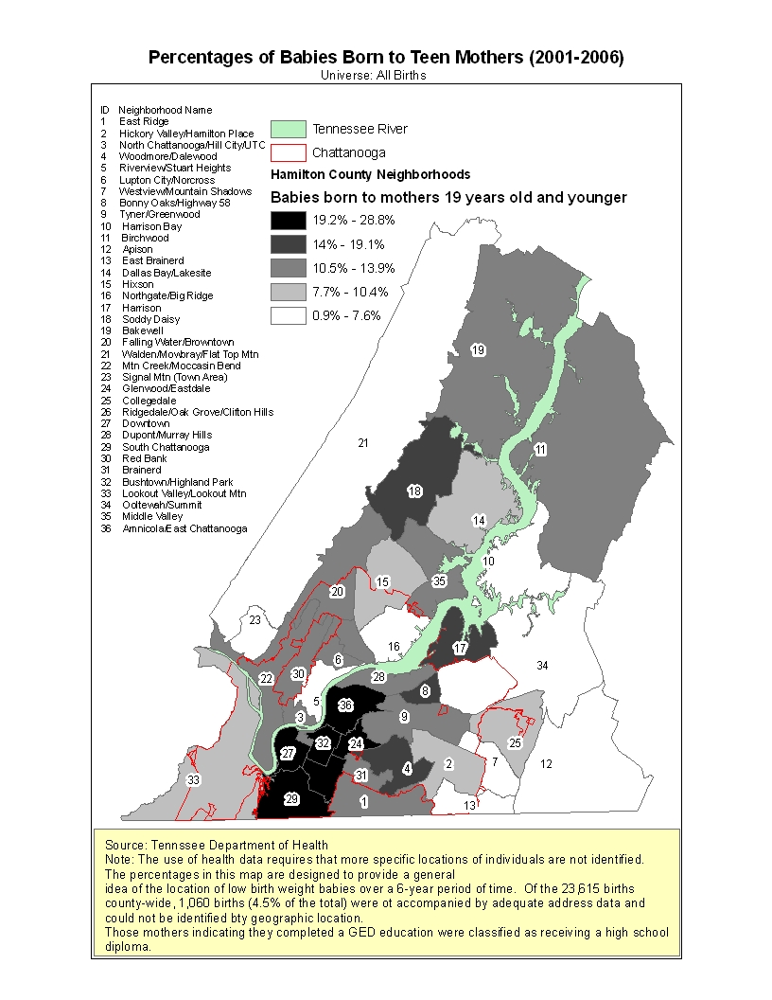 Percentages of Babies Born to Teen Mothers (2001-2006)
Universe: All Births
ID Neighborhood Name
1 East Ridge
2 Hickory Valley/Hamilton Place
3 North Chattanooga/Hill City/UTC
4 Woodmore/Dalewood
5 Riverview/Stuart Heights
6 Lupton City/Norcross
7 Westview/Mountain Shadows
8 Bonny Oaks/Highway 58
9 Tyner/Greenwood
10 Harrison Bay
11 Birchwood
12 Apison
13 East Brainerd
14 Dallas Bay/Lakesite
15 Hixson
16 Northgate/Big Ridge
17 Harrison
18 Soddy Daisy
19 Bakewell
20 Falling Water/Browntown
21 Walden/Mowbray/Flat Top Mtn
22 Mtn Creek/Moccasin Bend
23 Signal Mtn (Town Area)
24 Glenwood/Eastdale
25 Collegedale
26 Ridgedale/Oak Grove/Clifton Hills
27 Downtown
28 Dupont/Murray Hills
29 South Chattanooga
30 Red Bank
31 Brainerd
32 Bushtown/Highland Park
33 Lookout Valley/Lookout Mtn
34 Ooltewah/Summit
35 Middle Valley
36 Amnicola/East Chattanooga
Tennessee River
Chattanooga
Hamilton County Neighborhoods
Babies born to mothers 19 years old and younger
19.2% - 28.8%
14% - 19.1%
10.5% - 13.9%
7.7% - 10.4%
0.9% - 7.6%
19
21
11
18
14
10
15
35
20
23
16
17
6
34
30
22
28
8
5
36
3
9
25
32
24
27
2
7
12
4
31
33
29
1
13
Source: Tennssee Department of Health
Note: The use of health data requires that more specific locations of individuals are not identified.
The percentages in this map are designed to provide a general
idea of the location of low birth weight babies over a 6-year period of time. Of the 23,615 births
county-wide, 1,060 births (4.5% of the total) were ot accompanied by adequate address data and
could not be identified bty geographic location.
Those mothers indicating they completed a GED education were classified as receiving a high school
diploma.